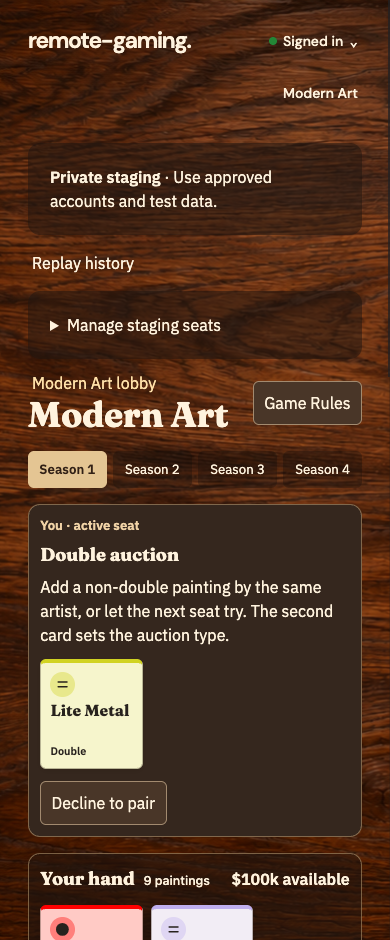 remote-gaming.
Signed in
Modern Art
Private staging · Use approved
accounts and test data.
Replay history
▶ Manage staging seats
Modern Art lobby
Modern Art
Game Rules
Season 1 Season 2 Season 3 Season 4
You · active seat
Double auction
Add a non-double painting by the same
artist, or let the next seat try. The second
card sets the auction type.
=
Lite Metal
Double
Decline to pair
Your hand 9 paintings $100k available
=